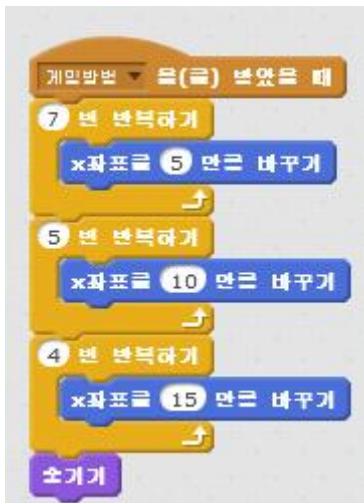 게임방법 을(를) 받았을 때
7 번 반복하기
x좌표를 5 만큼 바꾸기
5 번 반복하기
x좌표를 10 만큼 바꾸기
4 번 반복하기
x좌표를 15 만큼 바꾸기
숨기기